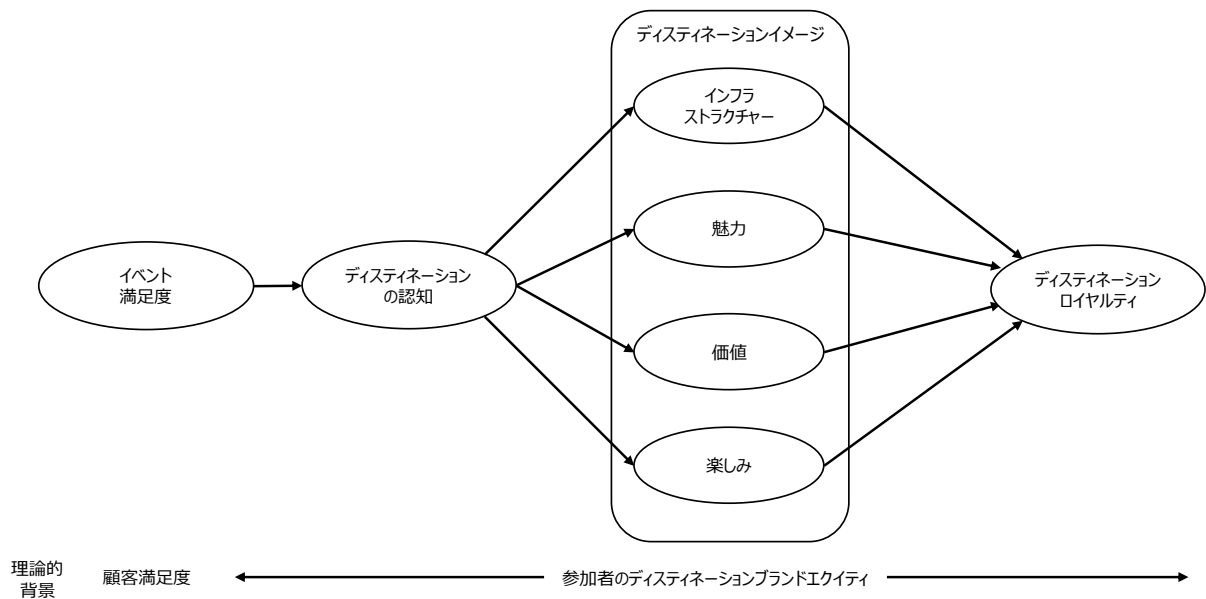 ディスティネーションイメージ
インフラ
ストラクチャー
魅力
イベント
満足度
ディスティネーション
の認知
ディスティネーション
ロイヤルティ
価値
楽しみ
理論的
背景
顧客満足度
参加者のディスティネーションブランドエクイティ